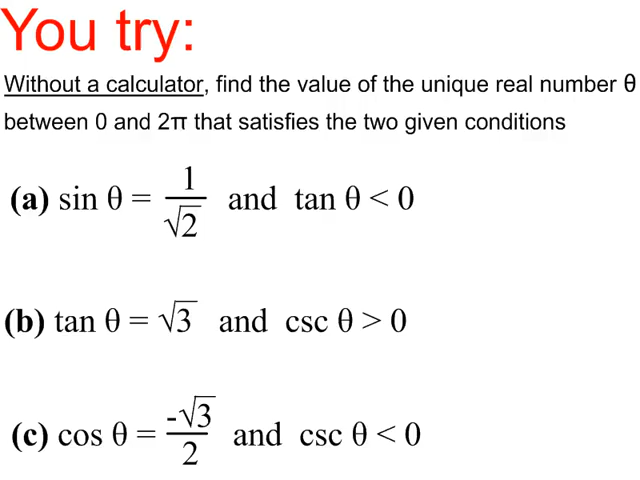 You try:
Without a calculator, find the value of the unique real number θ
between 0 and 2π that satisfies the two given conditions
(a) sin θ = 1/√2 and tan θ < 0
(b) tan θ = √3 and csc θ > 0
(c) cos θ = -√3/2 and csc θ < 0